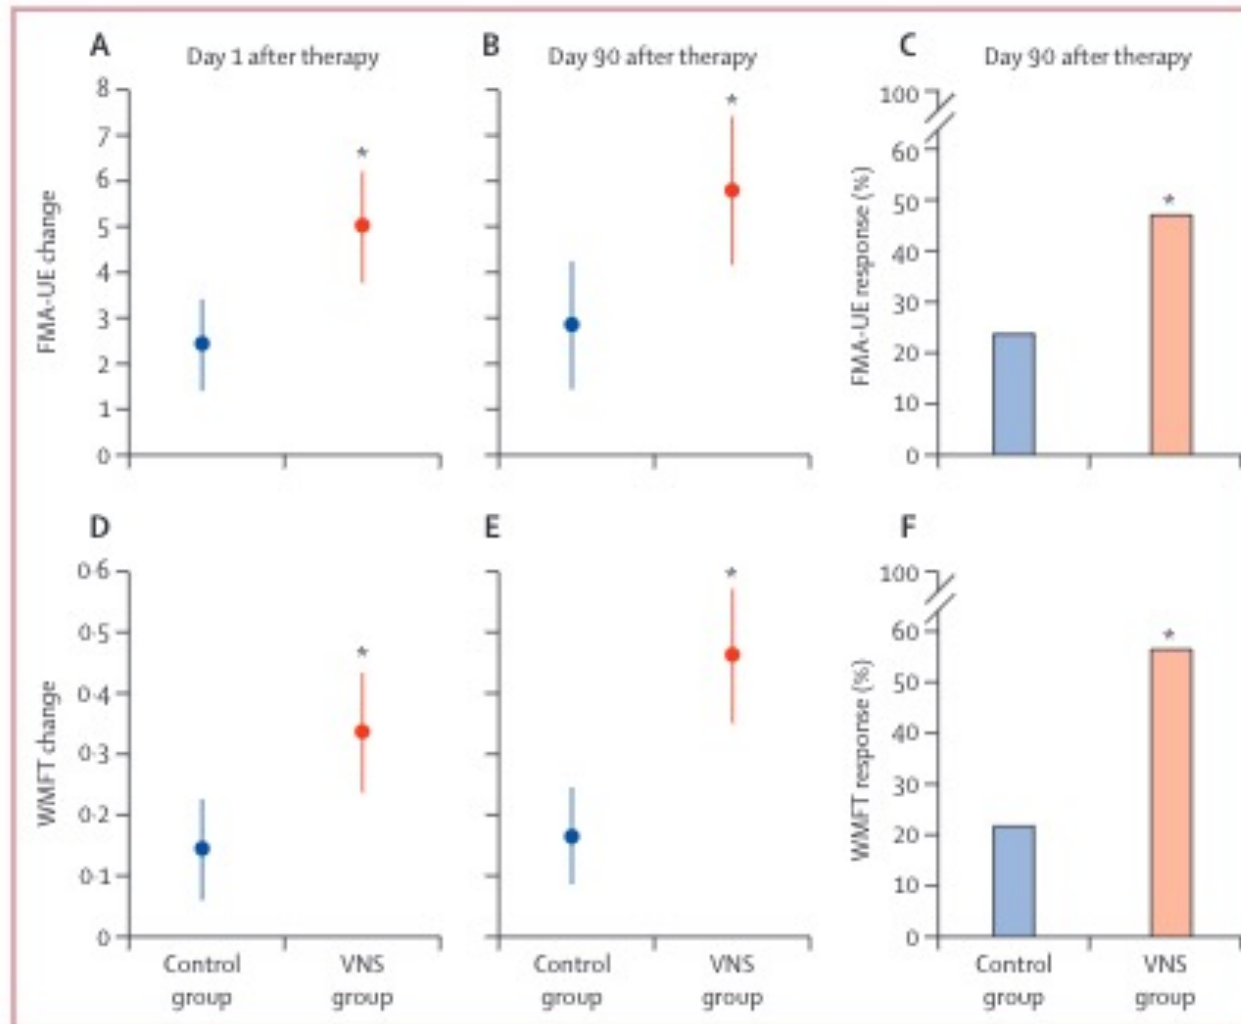 A
Day 1 after therapy
B
Day 90 after therapy
C
Day 90 after therapy
FMA-UE change
8
7
6
5
4
3
2
1
0
*
*
FMA-UE response (%)
100
60
50
40
30
20
10
0
*
D
E
F
WMFT change
0·6
0·5
0·4
0·3
0·2
0·1
0
*
*
WMFT response (%)
100
60
50
40
30
20
10
0
*
Control
group
VNS
group
Control
group
VNS
group
Control
group
VNS
group